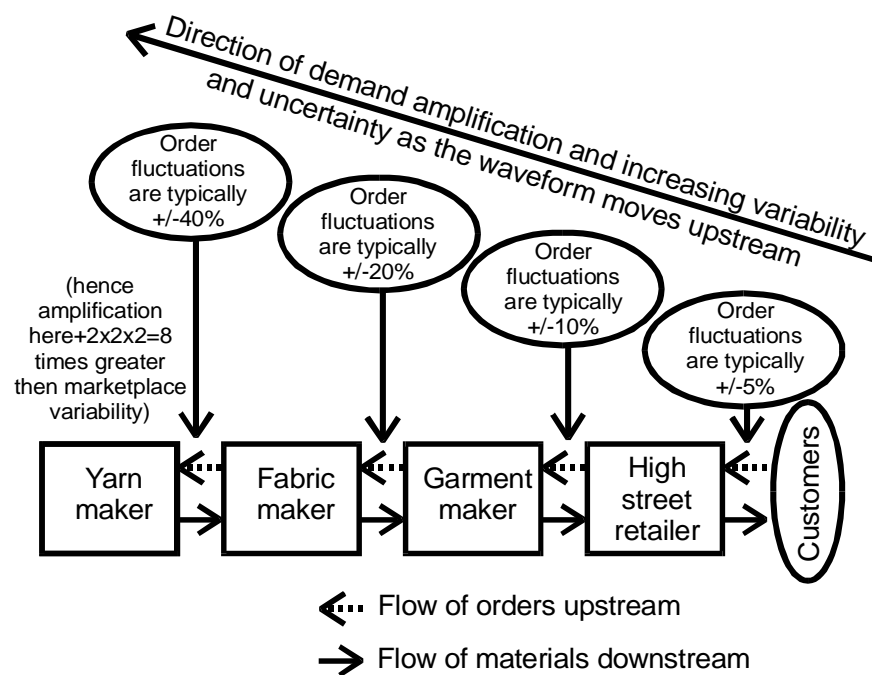 Direction of demand amplification and increasing variability
and uncertainty as the waveform moves upstream
Order
fluctuations
are typically
+/-40%
Order
fluctuations
are typically
+/-20%
Order
fluctuations
are typically
+/-10%
Order
fluctuations
are typically
+/-5%
(hence
amplification
here+2x2x2=8
times greater
then marketplace
variability)
Yarn
maker
Fabric
maker
Garment
maker
High
street
retailer
Customers
Flow of orders upstream
Flow of materials downstream